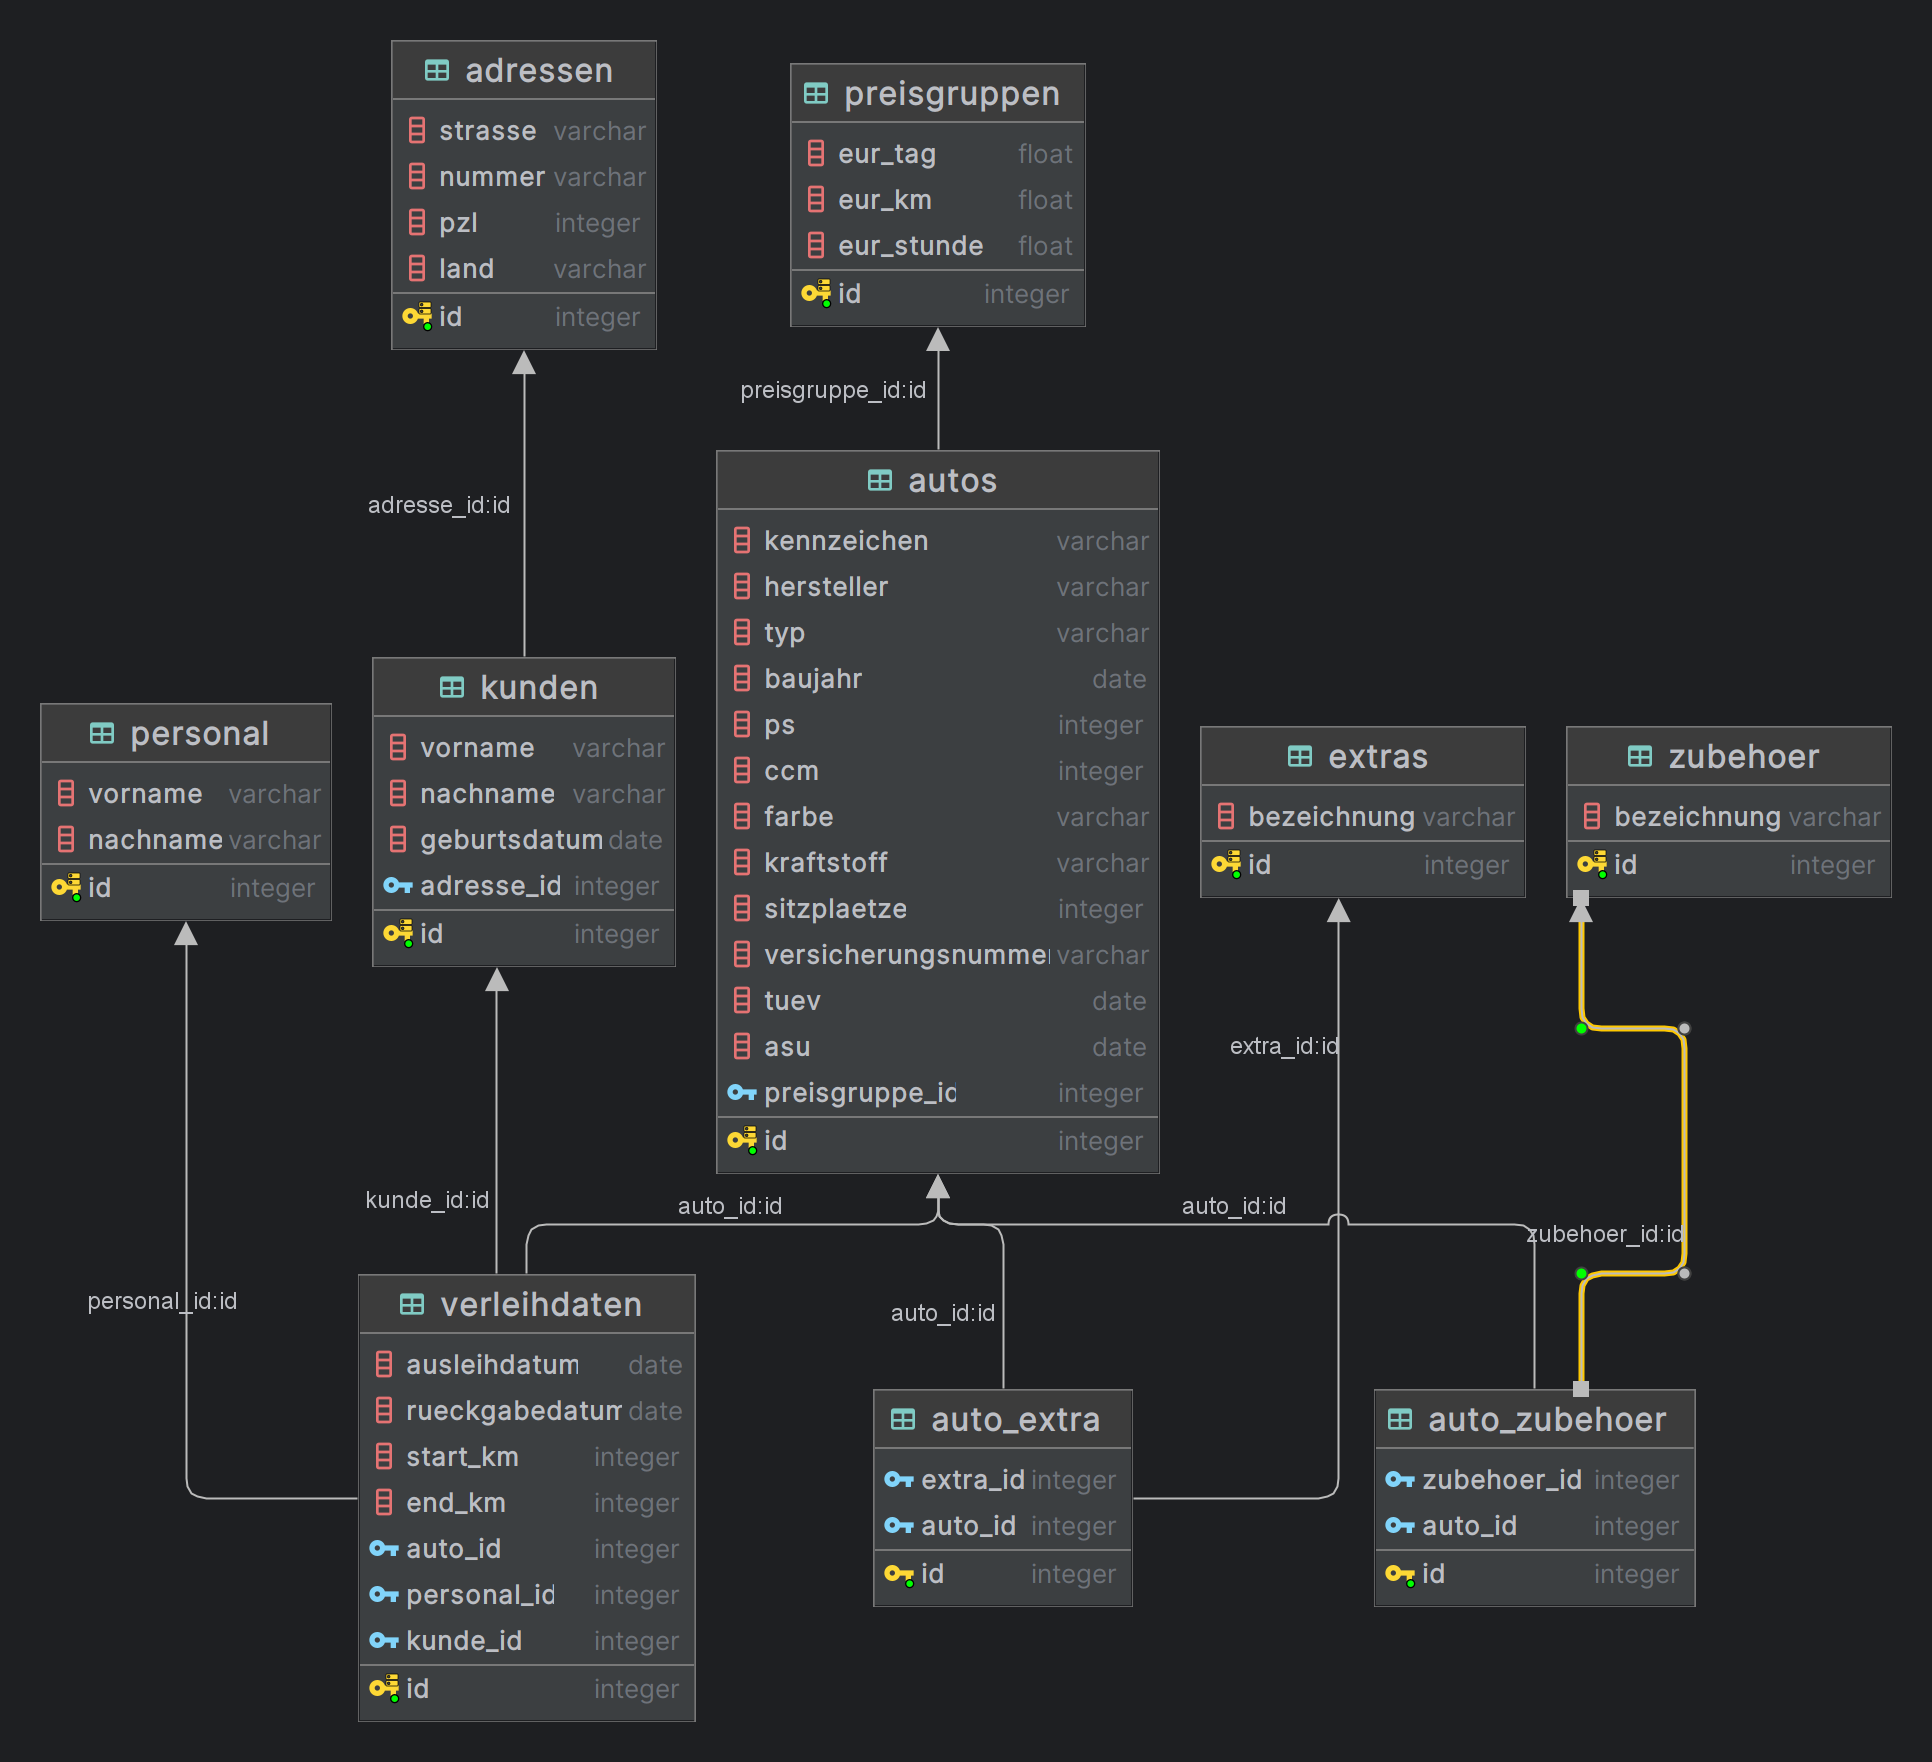 adressen
strasse varchar
nummer varchar
pzl integer
land varchar
id integer
preisgruppen
eur_tag float
eur_km float
eur_stunde float
id integer
preisgruppe_id:id
adresse_id:id
autos
kennzeichen varchar
hersteller varchar
typ varchar
baujahr date
ps integer
ccm integer
farbe varchar
kraftstoff varchar
sitzplaetze integer
versicherungsnummer varchar
tuev date
asu date
preisgruppe_id integer
id integer
kunden
vorname varchar
nachname varchar
geburtsdatum date
adresse_id integer
id integer
personal
vorname varchar
nachname varchar
id integer
extras
bezeichnung varchar
id integer
zubehoer
bezeichnung varchar
id integer
extra_id:id
kunde_id:id
auto_id:id
auto_id:id
zubehoer_id:id
personal_id:id
auto_id:id
verleihdaten
ausleihdatum date
rueckgabedatum date
start_km integer
end_km integer
auto_id integer
personal_id integer
kunde_id integer
id integer
auto_extra
extra_id integer
auto_id integer
id integer
auto_zubehoer
zubehoer_id integer
auto_id integer
id integer